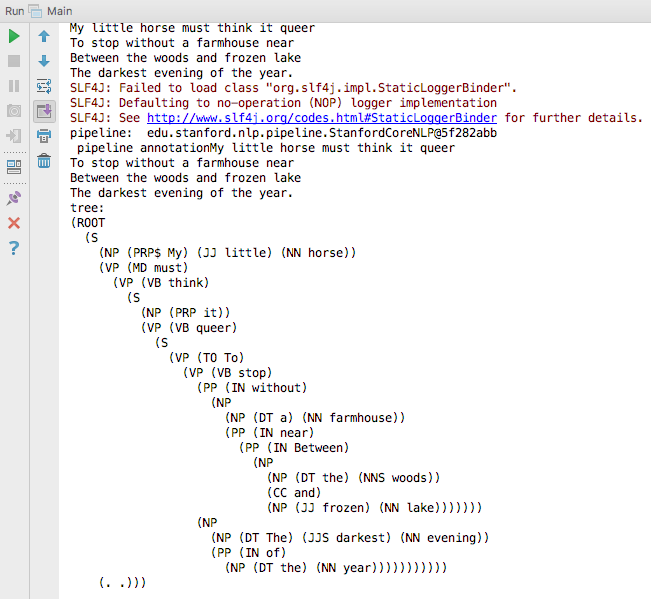 Run Main
My little horse must think it queer
To stop without a farmhouse near
Between the woods and frozen lake
The darkest evening of the year.
SLF4J: Failed to load class "org.slf4j.impl.StaticLoggerBinder".
SLF4J: Defaulting to no-operation (NOP) logger implementation
SLF4J: See http://www.slf4j.org/codes.html#StaticLoggerBinder for further details.
pipeline:  edu.stanford.nlp.pipeline.StanfordCoreNLP@5f282abb
 pipeline annotationMy little horse must think it queer
To stop without a farmhouse near
Between the woods and frozen lake
The darkest evening of the year.
tree:
(ROOT
  (S
    (NP (PRP$ My) (JJ little) (NN horse))
    (VP (MD must)
      (VP (VB think)
        (S
          (NP (PRP it))
          (VP (VB queer)
            (S
              (VP (TO To)
                (VP (VB stop)
                  (PP (IN without)
                    (NP
                      (NP (DT a) (NN farmhouse))
                      (PP (IN near)
                        (PP (IN Between)
                          (NP
                            (NP (DT the) (NNS woods))
                            (CC and)
                            (NP (JJ frozen) (NN lake)))))))
                  (NP
                    (NP (DT The) (JJS darkest) (NN evening))
                    (PP (IN of)
                      (NP (DT the) (NN year)))))))))))
    (. .)))